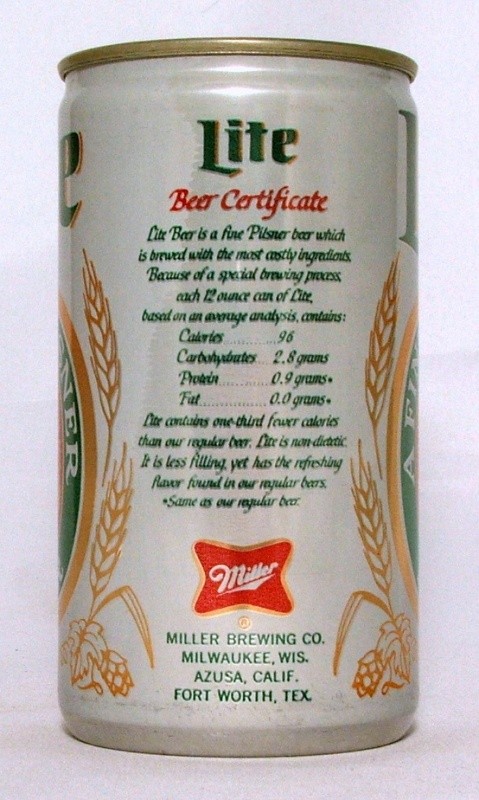 Lite
Beer Certificate
Lite Beer is a fine Pilsner beer which
is brewed with the most costly ingredients.
Because of a special brewing process,
each 12 ounce can of Lite,
based on an average analysis, contains:
Calories..........96
Carbohydrates...2.8 grams
Protein............0.9 grams*
Fat..................0.0 grams*
Lite contains one-third fewer calories
than our regular beer. Lite is non-dietetic.
It is less filling, yet has the refreshing
flavor found in our regular beers.
*Same as our regular beer.
Miller
®
MILLER BREWING CO.
MILWAUKEE, WIS.
AZUSA, CALIF.
FORT WORTH, TEX.
e
NER
A FIN